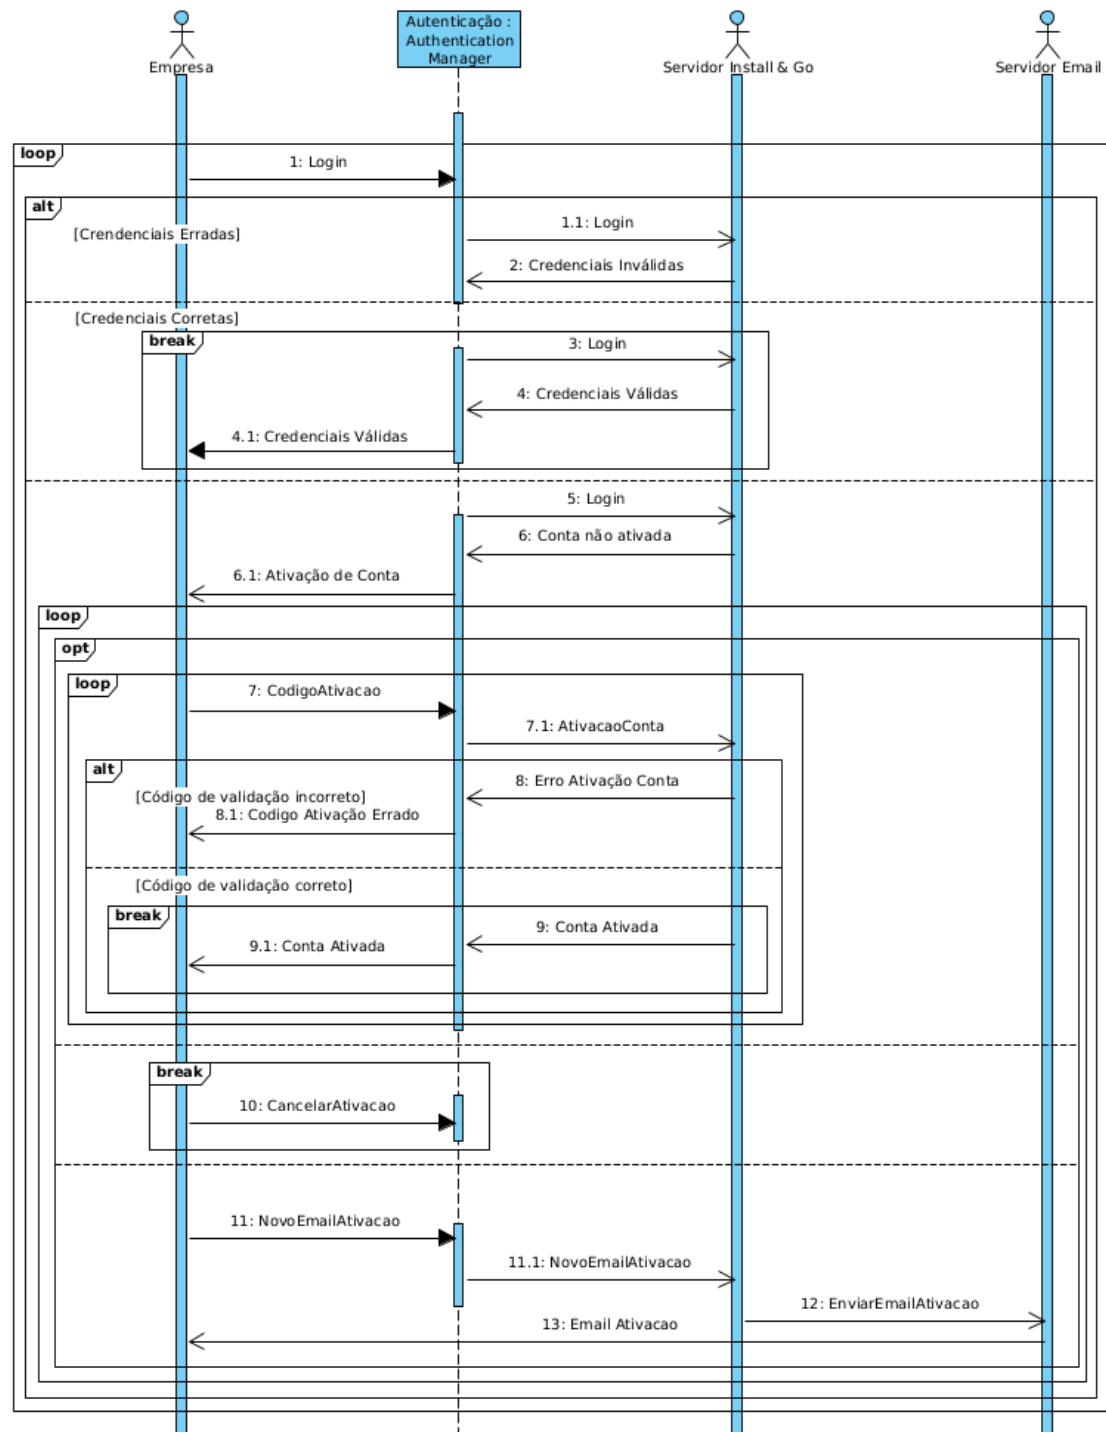 Empresa
Autenticação :
Authentication
Manager
Servidor Install & Go
Servidor Email
loop
1: Login
alt
[Crendenciais Erradas]
1.1: Login
2: Credenciais Inválidas
[Credenciais Corretas]
break
3: Login
4: Credenciais Válidas
4.1: Credenciais Válidas
5: Login
6: Conta não ativada
6.1: Ativação de Conta
loop
opt
loop
7: CodigoAtivacao
7.1: AtivacaoConta
alt
8: Erro Ativação Conta
[Código de validação incorreto]
8.1: Codigo Ativação Errado
[Código de validação correto]
break
9: Conta Ativada
9.1: Conta Ativada
break
10: CancelarAtivacao
11: NovoEmailAtivacao
11.1: NovoEmailAtivacao
12: EnviarEmailAtivacao
13: Email Ativacao